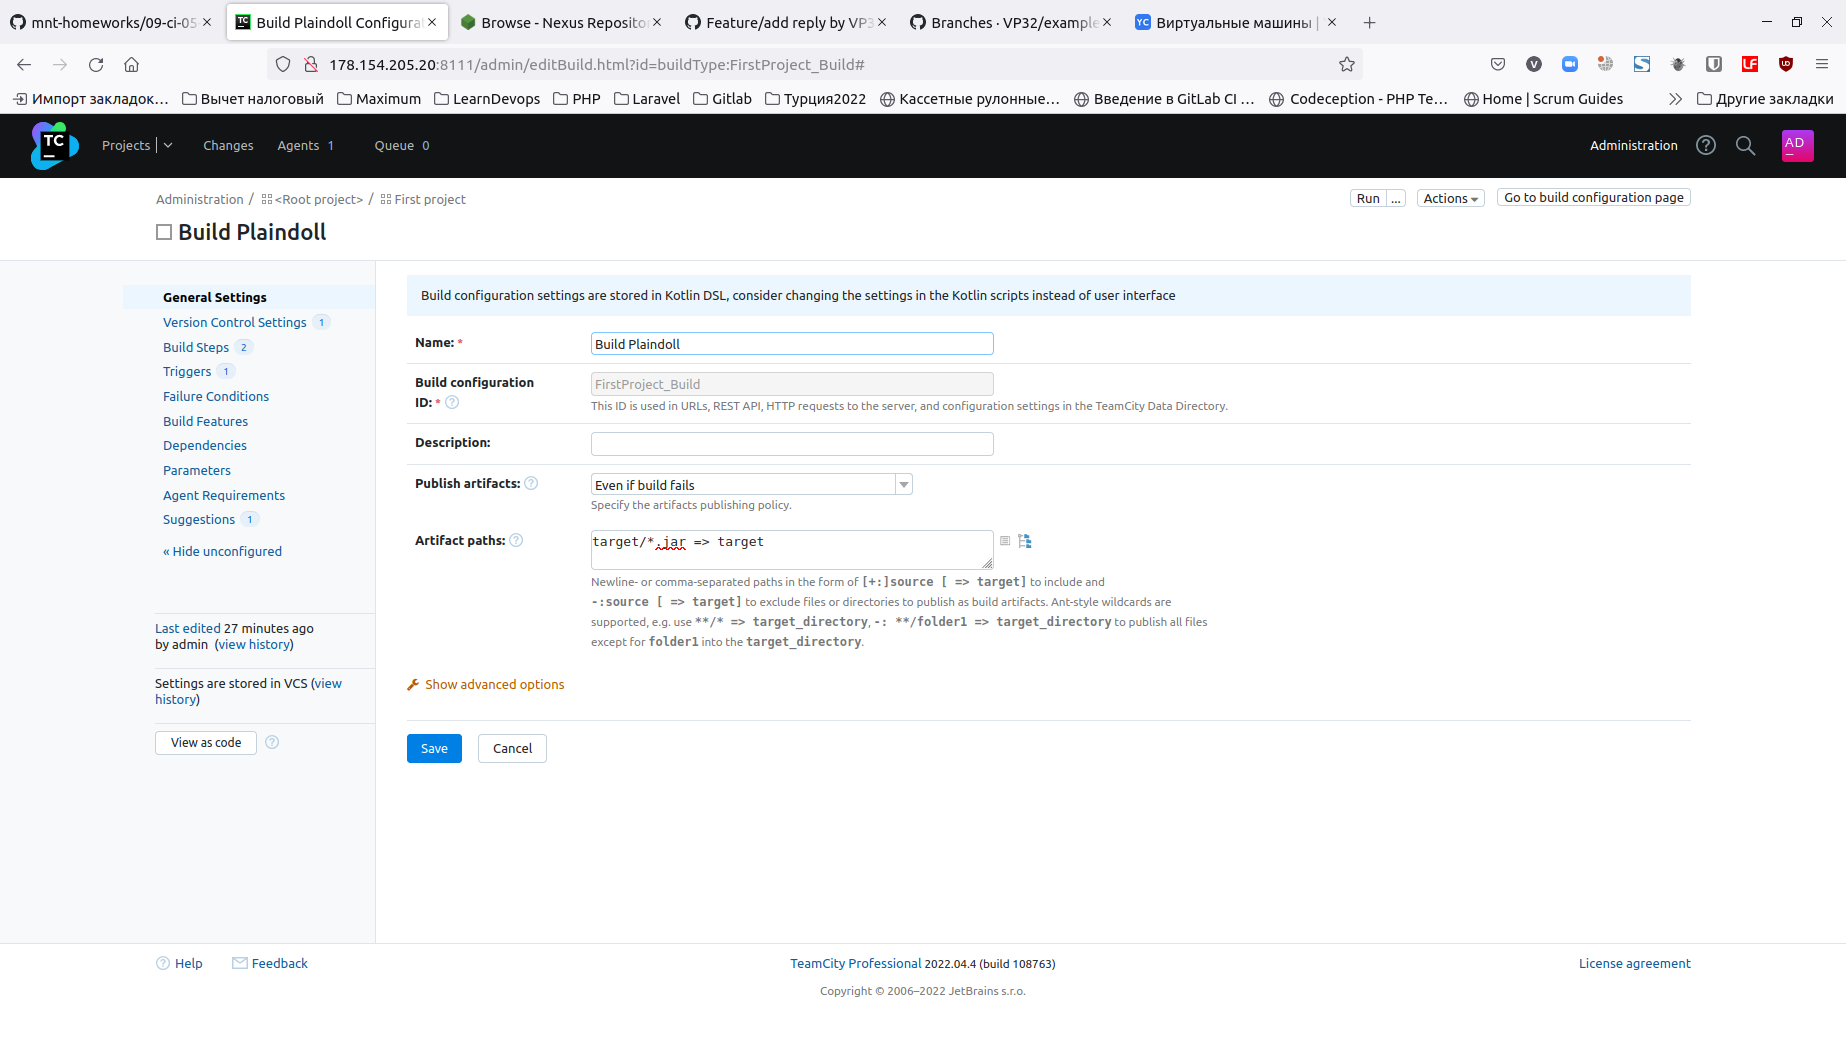 mnt-homeworks/09-ci-05
Build Plaindoll Configura
Browse - Nexus Reposito
Feature/add reply by VP3
Branches · VP32/example
YC Виртуальные машины |
178.154.205.20:8111/admin/editBuild.html?id=buildType:FirstProject_Build#
Импорт закладок…
Вычет налоговый
Maximum
LearnDevops
PHP
Laravel
Gitlab
Турция2022
Кассетные рулонные…
Введение в GitLab CI …
Codeception - PHP Te…
Home | Scrum Guides
Другие закладки
TC
Projects
Changes
Agents 1
Queue 0
Administration
AD
Administration / <Root project> / First project
Run ...
Actions
Go to build configuration page
Build Plaindoll
General Settings
Version Control Settings 1
Build Steps 2
Triggers 1
Failure Conditions
Build Features
Dependencies
Parameters
Agent Requirements
Suggestions 1
« Hide unconfigured
Last edited 27 minutes ago
by admin (view history)
Settings are stored in VCS (view
history)
View as code
Build configuration settings are stored in Kotlin DSL, consider changing the settings in the Kotlin scripts instead of user interface
Name: * Build Plaindoll
Build configuration
ID: * FirstProject_Build
This ID is used in URLs, REST API, HTTP requests to the server, and configuration settings in the TeamCity Data Directory.
Description:
Publish artifacts: Even if build fails
Specify the artifacts publishing policy.
Artifact paths: target/*.jar => target
Newline- or comma-separated paths in the form of [+:]source [ => target] to include and
-:source [ => target] to exclude files or directories to publish as build artifacts. Ant-style wildcards are
supported, e.g. use **/* => target_directory, -: **/folder1 => target_directory to publish all files
except for folder1 into the target_directory.
Show advanced options
Save
Cancel
Help
Feedback
TeamCity Professional 2022.04.4 (build 108763)
License agreement
Copyright © 2006–2022 JetBrains s.r.o.